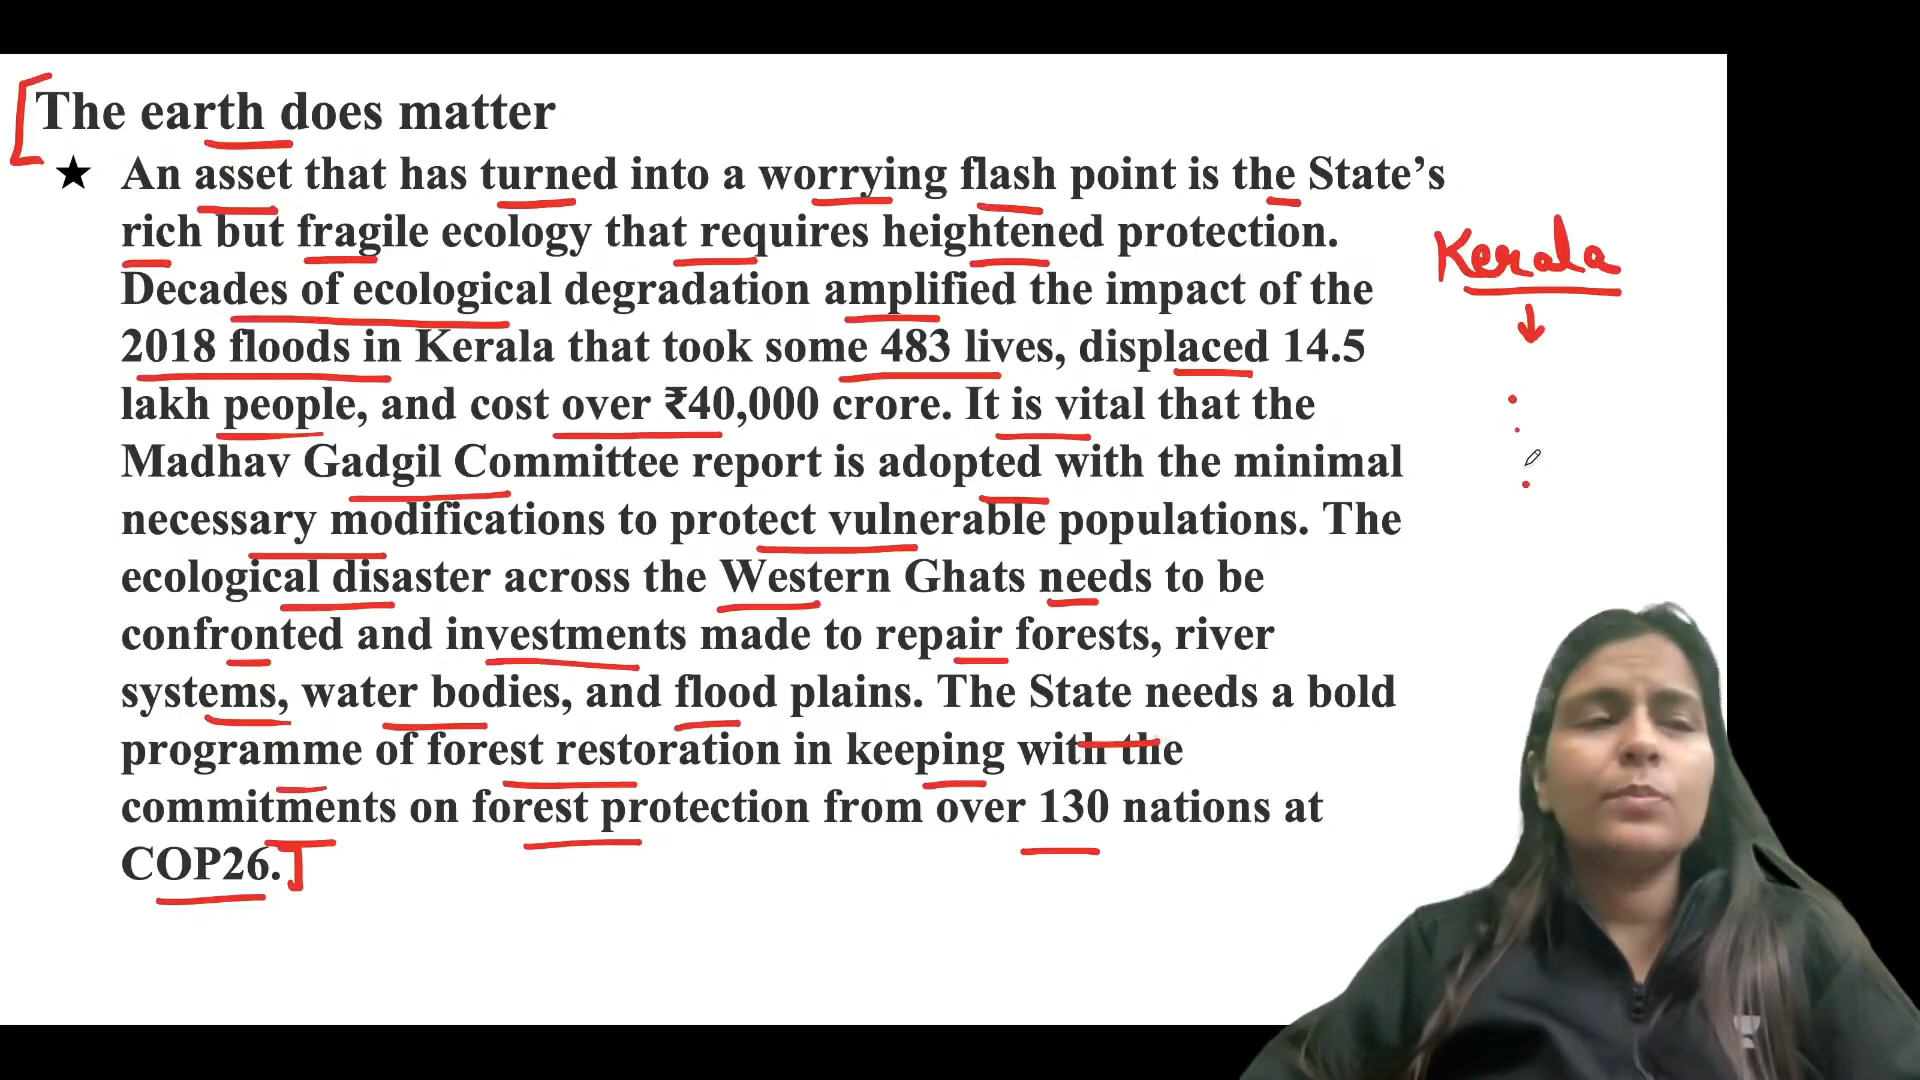 The earth does matter
★ An asset that has turned into a worrying flash point is the State’s
rich but fragile ecology that requires heightened protection.
Kerala
Decades of ecological degradation amplified the impact of the
2018 floods in Kerala that took some 483 lives, displaced 14.5
lakh people, and cost over ₹40,000 crore. It is vital that the
Madhav Gadgil Committee report is adopted with the minimal
necessary modifications to protect vulnerable populations. The
ecological disaster across the Western Ghats needs to be
confronted and investments made to repair forests, river
systems, water bodies, and flood plains. The State needs a bold
programme of forest restoration in keeping with the
commitments on forest protection from over 130 nations at
COP26.